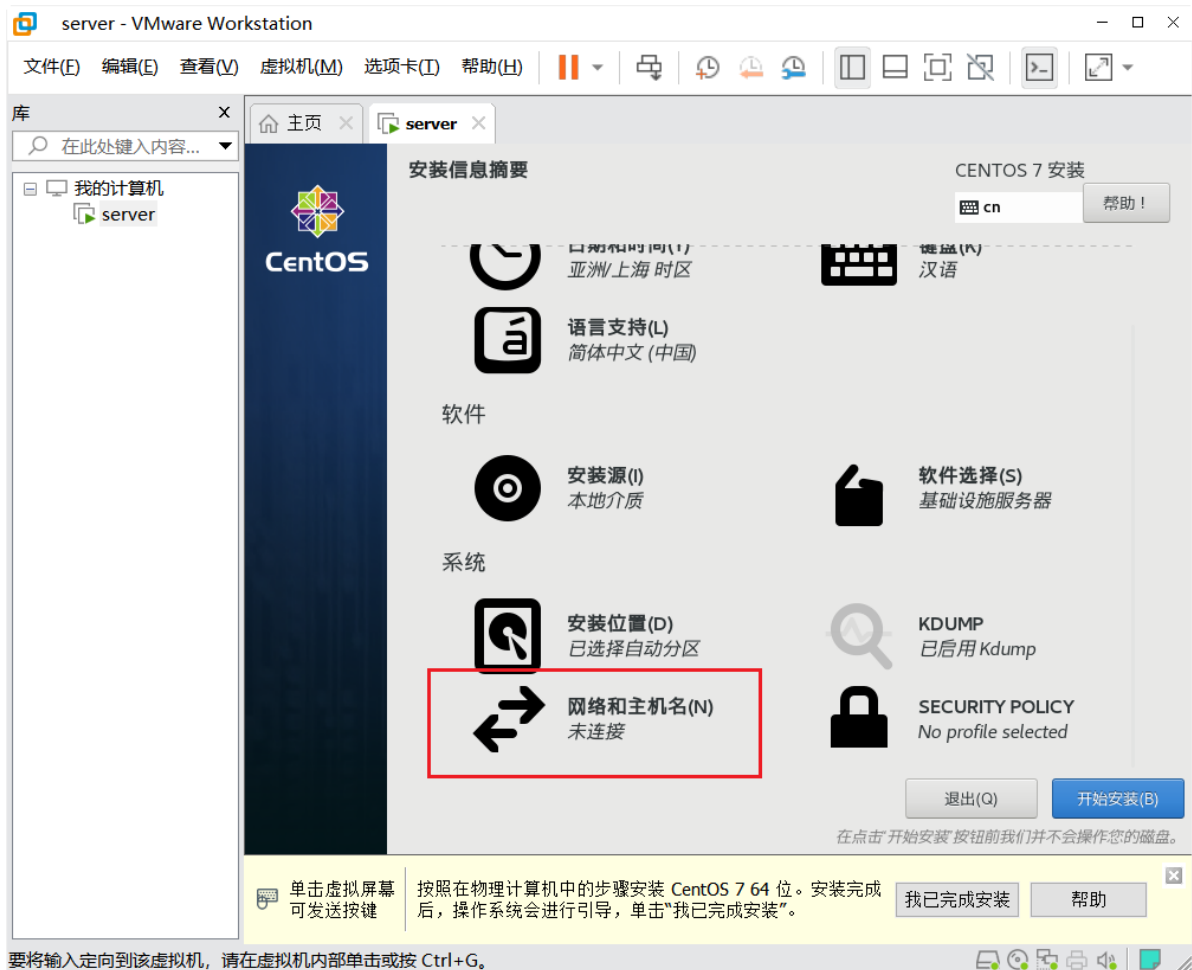 server - VMware Workstation
文件(F) 编辑(E) 查看(V) 虚拟机(M) 选项卡(T) 帮助(H)
库
在此处键入内容...
我的计算机
server
主页
server
CentOS
安装信息摘要
CENTOS 7 安装
cn
帮助！
日期和时间(T)
亚洲/上海 时区
键盘(K)
汉语
语言支持(L)
简体中文 (中国)
软件
安装源(I)
本地介质
软件选择(S)
基础设施服务器
系统
安装位置(D)
已选择自动分区
KDUMP
已启用 Kdump
网络和主机名(N)
未连接
SECURITY POLICY
No profile selected
退出(Q)
开始安装(B)
在点击'开始安装'按钮前我们并不会操作您的磁盘。
单击虚拟屏幕
可发送按键
按照在物理计算机中的步骤安装 CentOS 7 64 位。安装完成
后，操作系统会进行引导，单击“我已完成安装”。
我已完成安装
帮助
要将输入定向到该虚拟机，请在虚拟机内部单击或按 Ctrl+G。